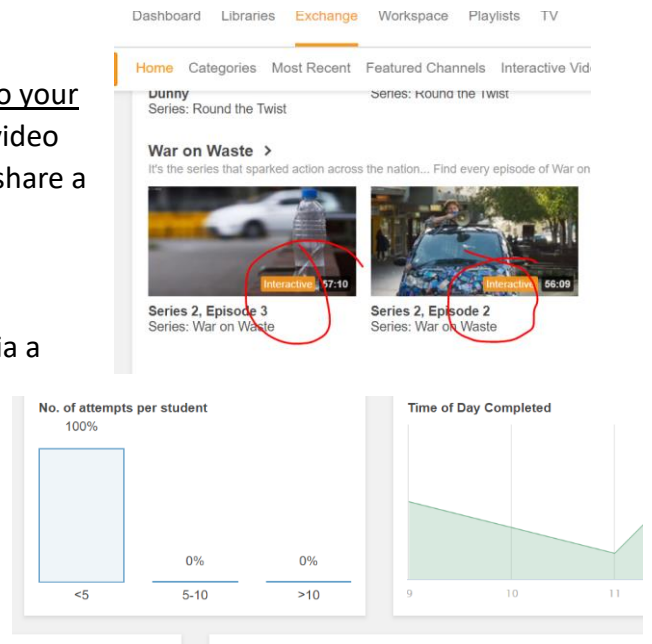 Dashboard Libraries Exchange Workspace Playlists TV
Home Categories Most Recent Featured Channels Interactive
o your
video
share a
ia a
Dunny
Series: Round the Twist
Series: Round the Twist
War on Waste >
It's the series that sparked action across the nation... Find every episode of War on
Interactive 57:10
Interactive 56:09
Series 2, Episode 3
Series: War on Waste
Series 2, Episode 2
Series: War on Waste
No. of attempts per student
100%
0% 0%
<5 5-10 >10
Time of Day Completed
9 10 11